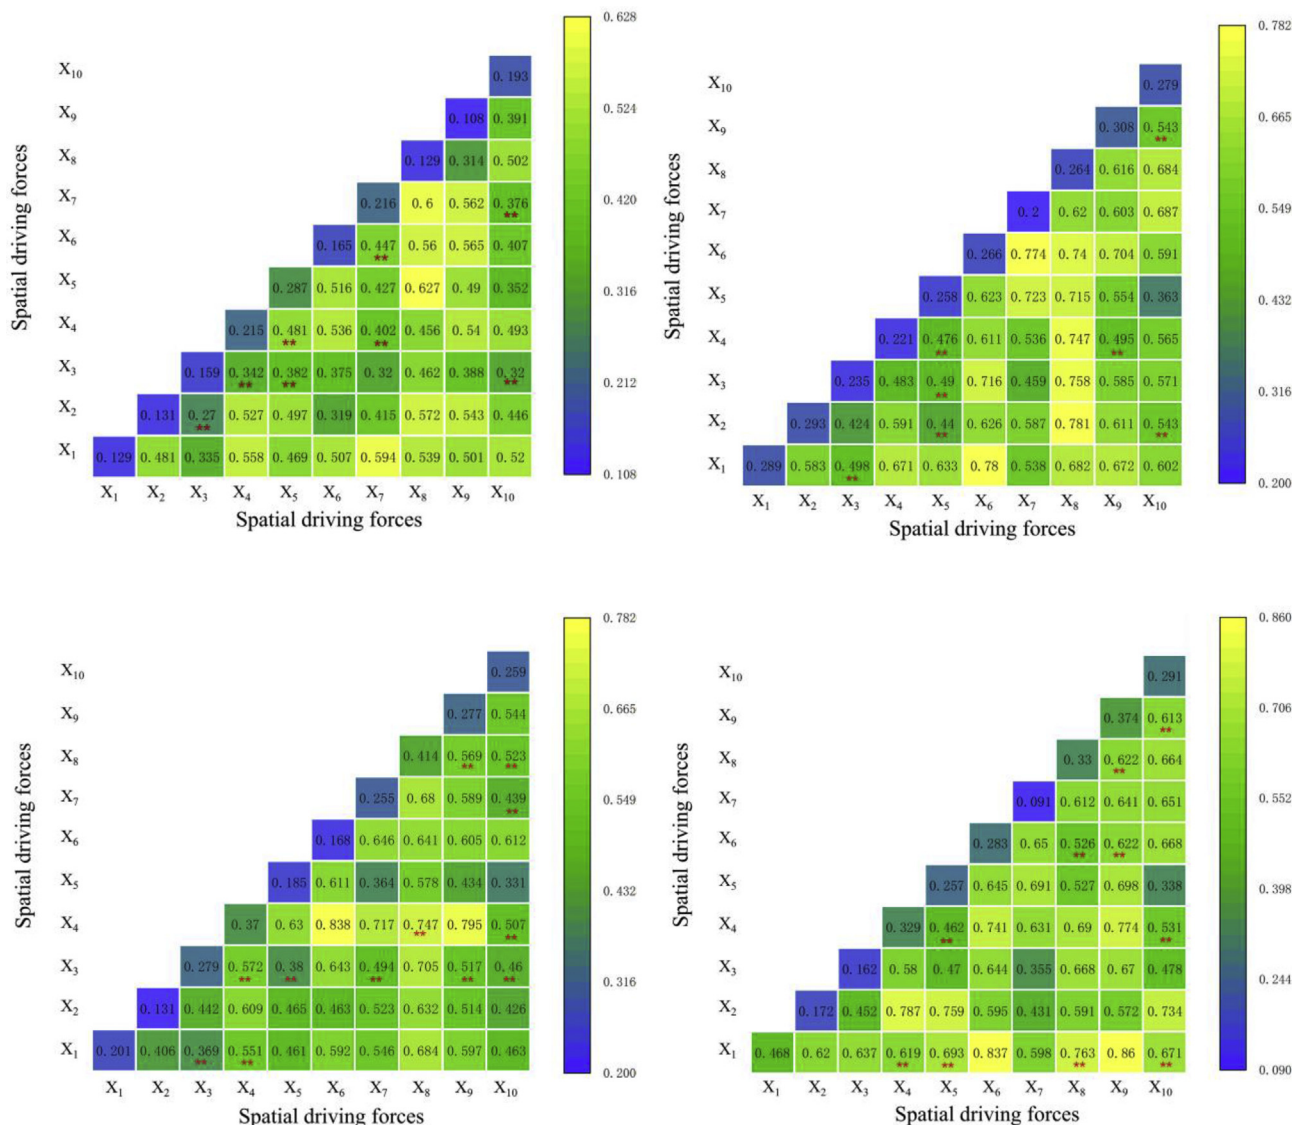 0.628
0.524
0.420
0.316
0.212
0.108
X10 0.193
X9 0.108 0.391
X8 0.129 0.314 0.502
X7 0.216 0.6 0.562 0.376
**
X6 0.165 0.447 0.56 0.565 0.407
**
X5 0.287 0.516 0.427 0.627 0.49 0.352
X4 0.215 0.481 0.536 0.402 0.456 0.54 0.493
** **
X3 0.159 0.342 0.382 0.375 0.32 0.462 0.388 0.32
** ** **
X2 0.131 0.27 0.527 0.497 0.319 0.415 0.572 0.543 0.446
**
X1 0.129 0.481 0.335 0.558 0.469 0.507 0.594 0.539 0.501 0.52
X1 X2 X3 X4 X5 X6 X7 X8 X9 X10
Spatial driving forces
Spatial driving forces
0.782
0.665
0.549
0.432
0.316
0.200
X10 0.279
X9 0.308 0.543
**
X8 0.264 0.616 0.684
X7 0.2 0.62 0.603 0.687
X6 0.266 0.774 0.74 0.704 0.591
X5 0.258 0.623 0.723 0.715 0.554 0.363
X4 0.221 0.476 0.611 0.536 0.747 0.495 0.565
** **
X3 0.235 0.483 0.49 0.716 0.459 0.758 0.585 0.571
**
X2 0.293 0.424 0.591 0.44 0.626 0.587 0.781 0.611 0.543
** **
X1 0.289 0.583 0.498 0.671 0.633 0.78 0.538 0.682 0.672 0.602
**
X1 X2 X3 X4 X5 X6 X7 X8 X9 X10
Spatial driving forces
Spatial driving forces
0.782
0.665
0.549
0.432
0.316
0.200
X10 0.259
X9 0.277 0.544
X8 0.414 0.569 0.523
** **
X7 0.255 0.68 0.589 0.439
**
X6 0.168 0.646 0.641 0.605 0.612
X5 0.185 0.611 0.364 0.578 0.434 0.331
X4 0.37 0.63 0.838 0.717 0.747 0.795 0.507
** **
X3 0.279 0.572 0.38 0.643 0.494 0.705 0.517 0.46
** ** ** ** **
X2 0.131 0.442 0.609 0.465 0.463 0.523 0.632 0.514 0.426
X1 0.201 0.406 0.369 0.551 0.461 0.592 0.546 0.684 0.597 0.463
** **
X1 X2 X3 X4 X5 X6 X7 X8 X9 X10
Spatial driving forces
Spatial driving forces
0.860
0.706
0.552
0.398
0.244
0.090
X10 0.291
X9 0.374 0.613
**
X8 0.33 0.622 0.664
**
X7 0.091 0.612 0.641 0.651
X6 0.283 0.65 0.526 0.622 0.668
** **
X5 0.257 0.645 0.691 0.527 0.698 0.338
X4 0.329 0.462 0.741 0.631 0.69 0.774 0.531
** **
X3 0.162 0.58 0.47 0.644 0.355 0.668 0.67 0.478
X2 0.172 0.452 0.787 0.759 0.595 0.431 0.591 0.572 0.734
X1 0.468 0.62 0.637 0.619 0.693 0.837 0.598 0.763 0.86 0.671
** ** ** **
X1 X2 X3 X4 X5 X6 X7 X8 X9 X10
Spatial driving forces
Spatial driving forces